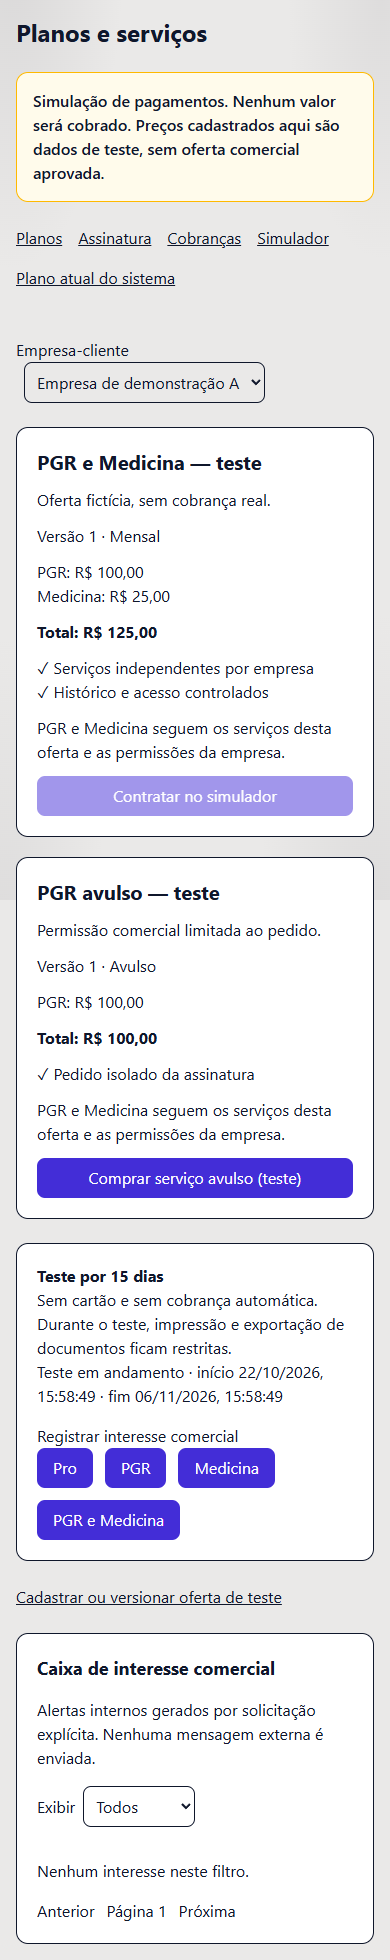 Planos e serviços
Simulação de pagamentos. Nenhum valor
será cobrado. Preços cadastrados aqui são
dados de teste, sem oferta comercial
aprovada.
Planos Assinatura Cobranças Simulador
Plano atual do sistema
Empresa-cliente
Empresa de demonstração A
PGR e Medicina — teste
Oferta fictícia, sem cobrança real.
Versão 1 · Mensal
PGR: R$ 100,00
Medicina: R$ 25,00
Total: R$ 125,00
✓ Serviços independentes por empresa
✓ Histórico e acesso controlados
PGR e Medicina seguem os serviços desta
oferta e as permissões da empresa.
Contratar no simulador
PGR avulso — teste
Permissão comercial limitada ao pedido.
Versão 1 · Avulso
PGR: R$ 100,00
Total: R$ 100,00
✓ Pedido isolado da assinatura
PGR e Medicina seguem os serviços desta
oferta e as permissões da empresa.
Comprar serviço avulso (teste)
Teste por 15 dias
Sem cartão e sem cobrança automática.
Durante o teste, impressão e exportação de
documentos ficam restritas.
Teste em andamento · início 22/10/2026,
15:58:49 · fim 06/11/2026, 15:58:49
Registrar interesse comercial
Pro PGR Medicina
PGR e Medicina
Cadastrar ou versionar oferta de teste
Caixa de interesse comercial
Alertas internos gerados por solicitação
explícita. Nenhuma mensagem externa é
enviada.
Exibir Todos
Nenhum interesse neste filtro.
Anterior Página 1 Próxima